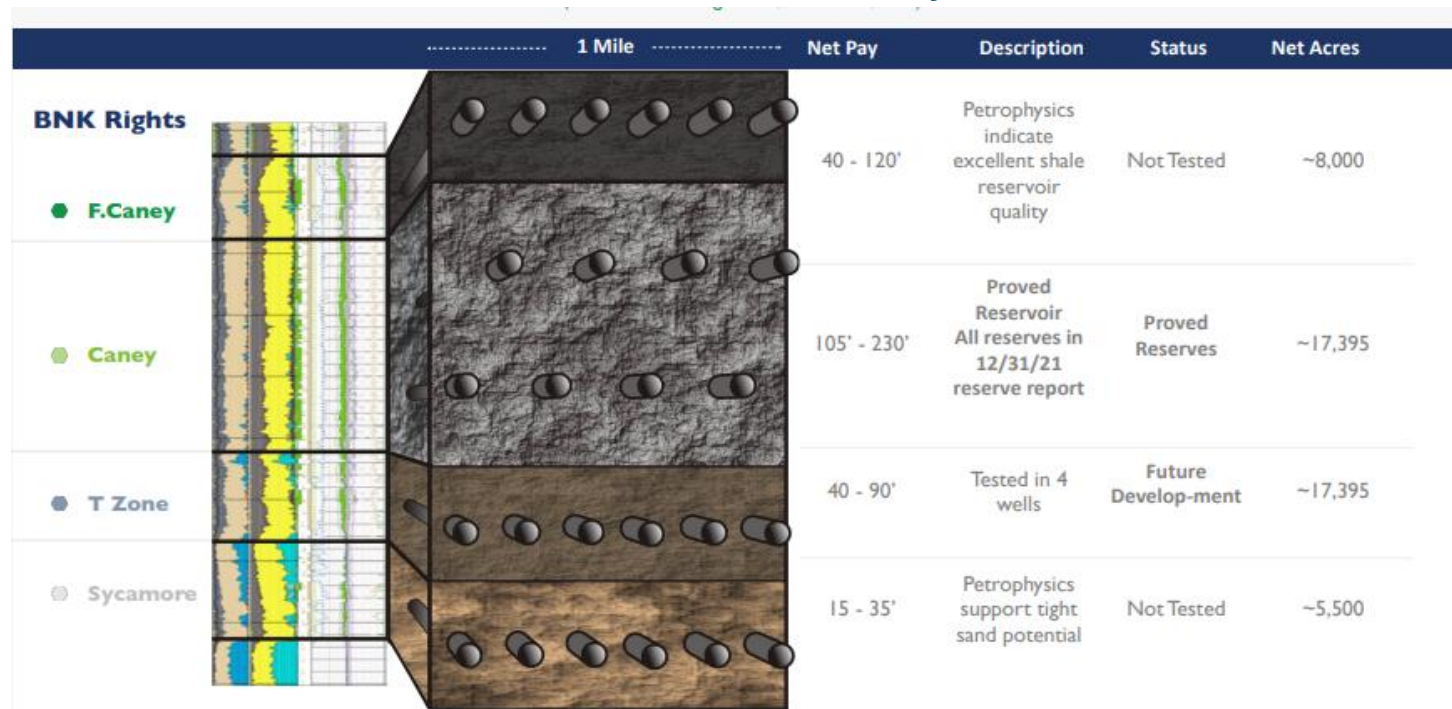 1 Mile Net Pay Description Status Net Acres
BNK Rights
F.Caney
40 - 120'
Petrophysics
indicate
excellent shale
reservoir
quality
Not Tested
~8,000
Caney
105' - 230'
Proved
Reservoir
All reserves in
12/31/21
reserve report
Proved
Reserves
~17,395
T Zone
40 - 90'
Tested in 4
wells
Future
Develop-ment
~17,395
Sycamore
15 - 35'
Petrophysics
support tight
sand potential
Not Tested
~5,500